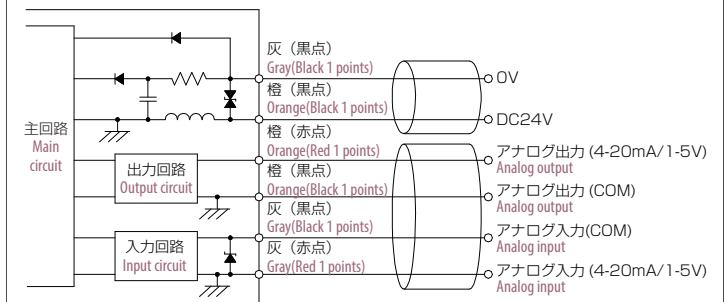 灰（黒点）
Gray(Black 1 points)
0V
橙（黒点）
Orange(Black 1 points)
DC24V
主回路
Main
circuit
橙（赤点）
Orange(Red 1 points)
アナログ出力 (4-20mA/1-5V)
Analog output
出力回路
Output circuit
橙（黒点）
Orange(Black 1 points)
アナログ出力 (COM)
Analog output
灰（黒点）
Gray(Black 1 points)
アナログ入力(COM)
Analog input
入力回路
Input circuit
灰（赤点）
Gray(Red 1 points)
アナログ入力 (4-20mA/1-5V)
Analog input